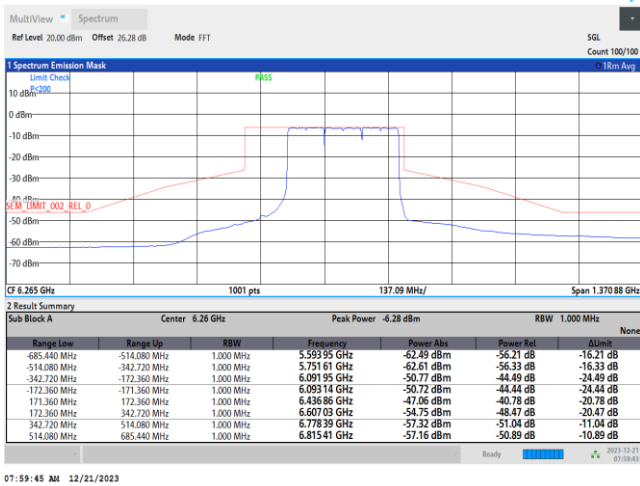 MultiView Spectrum
Ref Level 20.00 dBm Offset 26.28 dB Mode FFT SGL
Count 100/100
1 Spectrum Emission Mask 1Rm Avg
Limit Check PASS
P<200
10 dBm
0 dBm
-10 dBm
-20 dBm
-30 dBm
-40 dBm
SEM_LIMIT_002_REL_0
-50 dBm
-60 dBm
-70 dBm
CF 6.265 GHz 1001 pts 137.09 MHz/ Span 1.370 88 GHz
2 Result Summary
Sub Block A Center 6.26 GHz Peak Power -6.28 dBm RBW 1.000 MHz
None
Range Low Range Up RBW Frequency Power Abs Power Rel ΔLimit
-685.440 MHz -514.080 MHz 1.000 MHz 5.593 95 GHz -62.49 dBm -56.21 dB -16.21 dB
-514.080 MHz -342.720 MHz 1.000 MHz 5.751 61 GHz -62.61 dBm -56.33 dB -16.33 dB
-342.720 MHz -171.360 MHz 1.000 MHz 6.091 95 GHz -50.77 dBm -44.49 dB -24.49 dB
-172.360 MHz -171.360 MHz 1.000 MHz 6.093 14 GHz -50.72 dBm -44.44 dB -24.44 dB
171.360 MHz 172.360 MHz 1.000 MHz 6.436 86 GHz -47.06 dBm -40.78 dB -20.78 dB
172.360 MHz 342.720 MHz 1.000 MHz 6.607 03 GHz -54.75 dBm -48.47 dB -20.47 dB
342.720 MHz 514.080 MHz 1.000 MHz 6.778 39 GHz -57.32 dBm -51.04 dB -11.04 dB
514.080 MHz 685.440 MHz 1.000 MHz 6.815 41 GHz -57.16 dBm -50.89 dB -10.89 dB
Ready 2023-12-21
07:59:43
07:59:45 AM 12/21/2023